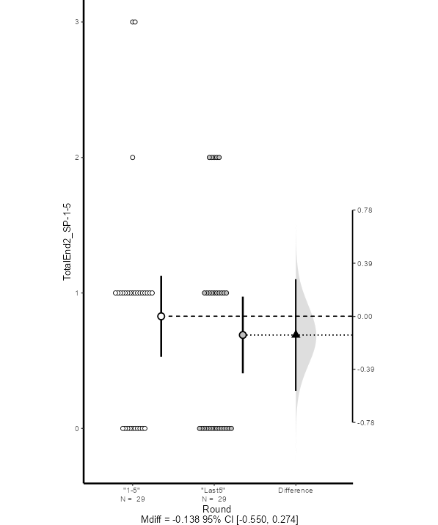 3
2
1
0
TotalEnd2_SP-1-5
0.78
0.39
0.00
-0.39
-0.78
"1-5" "Last5" Difference
N = 29 N = 29
Round
Mdiff = -0.138 95% CI [-0.550, 0.274]